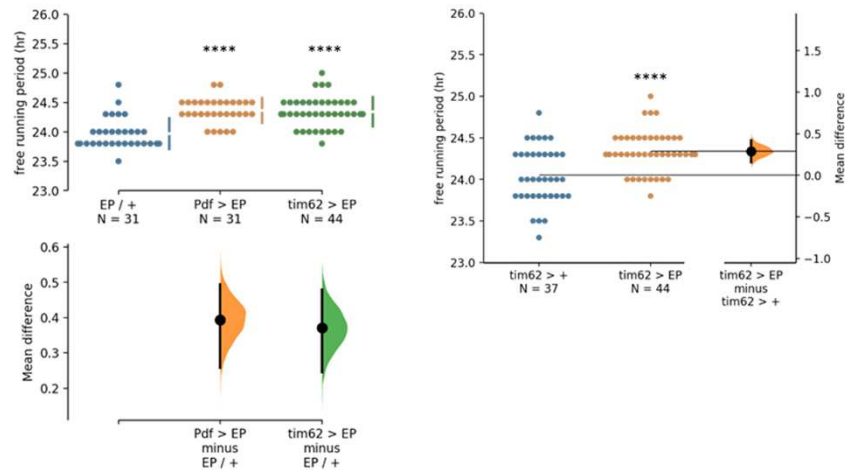 26.0
25.5
25.0
24.5
24.0
23.5
23.0
free running period (hr)
****
****
EP / +
N = 31
Pdf > EP
N = 31
tim62 > EP
N = 44
0.6
0.5
0.4
0.3
0.2
Mean difference
Pdf > EP
minus
EP / +
tim62 > EP
minus
EP / +
26.0
25.5
25.0
24.5
24.0
23.5
23.0
free running period (hr)
****
tim62 > +
N = 37
tim62 > EP
N = 44
tim62 > EP
minus
tim62 > +
1.5
1.0
0.5
0.0
−0.5
−1.0
Mean difference